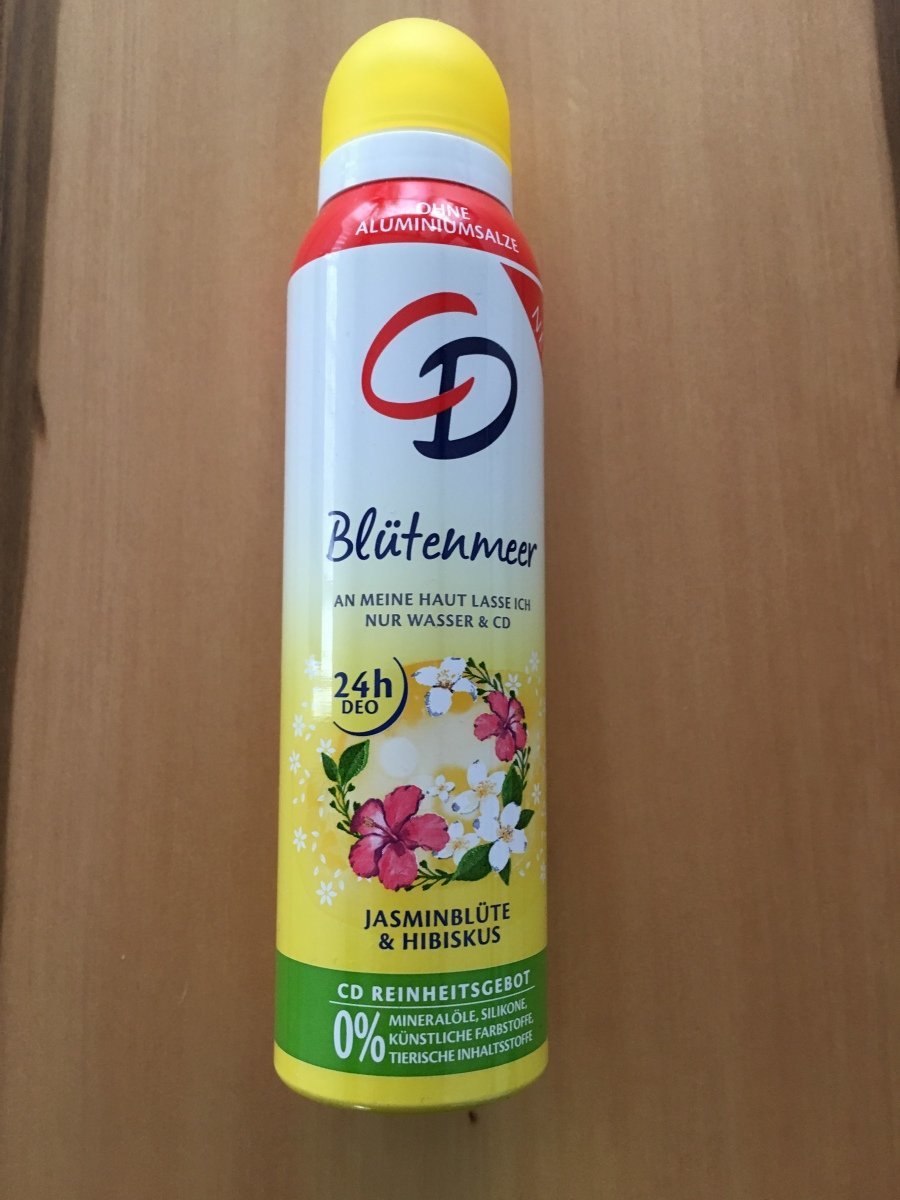 OHNE
ALUMINIUMSALZE
CD
Blütenmeer
AN MEINE HAUT LASSE ICH
NUR WASSER & CD
24h
DEO
JASMINBLÜTE
& HIBISKUS
CD REINHEITSGEBOT
0%
MINERALÖLE, SILIKONE,
KÜNSTLICHE FARBSTOFFE,
TIERISCHE INHALTSSTOFFE